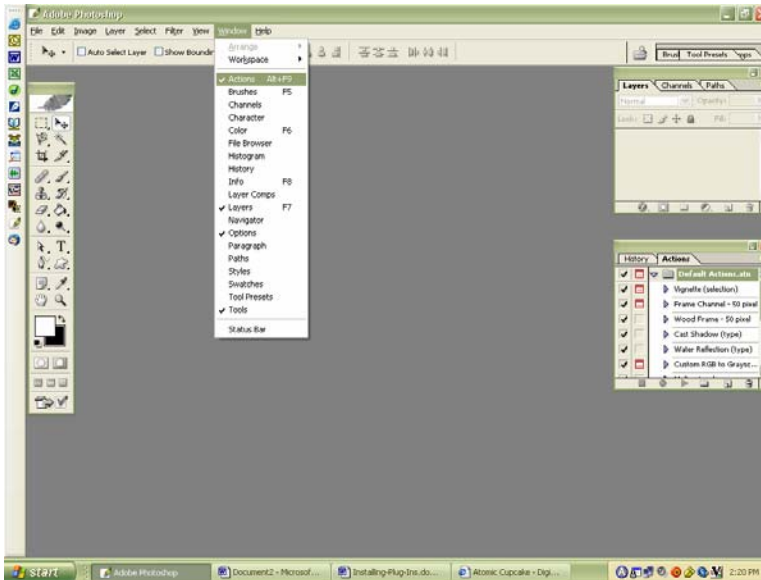 Adobe Photoshop
File Edit Image Layer Select Filter View Window Help
Auto Select Layer Show Boundin
Brus Tool Presets
Arrange
Workspace
Actions Alt+F9
Brushes F5
Channels
Character
Color F6
File Browser
Histogram
History
Info F8
Layer Comps
Layers F7
Navigator
Options
Paragraph
Paths
Styles
Swatches
Tool Presets
Tools
Status Bar
Layers Channels Paths
Normal Opacity:
Lock: Fill:
History Actions
Default Actions.atn
Vignette (selection)
Frame Channel - 50 pixel
Wood Frame - 50 pixel
Cast Shadow (type)
Water Reflection (type)
Custom RGB to Graysc...
start Adobe Photoshop Document2 - Microsof... Installing-Plug-Ins.do... Atomic Cupcake - Digi... 2:20 PM